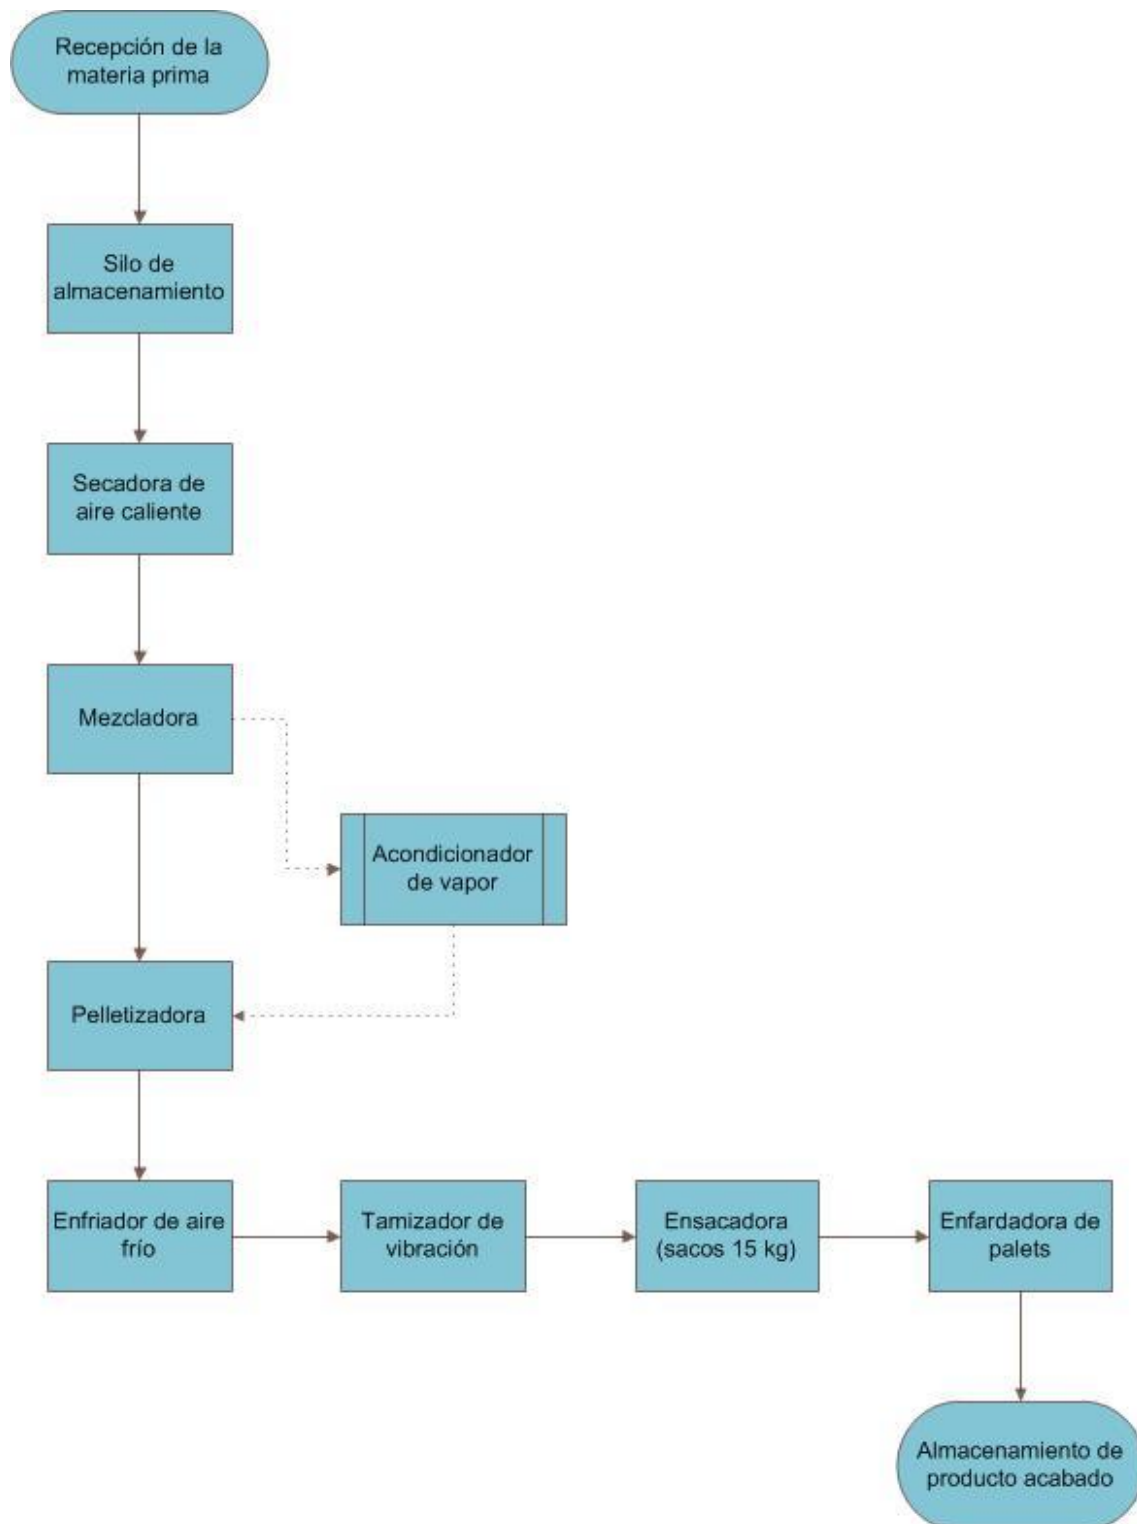 Recepción de la
materia prima
Silo de
almacenamiento
Secadora de
aire caliente
Mezcladora
Acondicionador
de vapor
Pelletizadora
Enfriador de aire
frío
Tamizador de
vibración
Ensacadora
(sacos 15 kg)
Enfardadora de
palets
Almacenamiento de
producto acabado